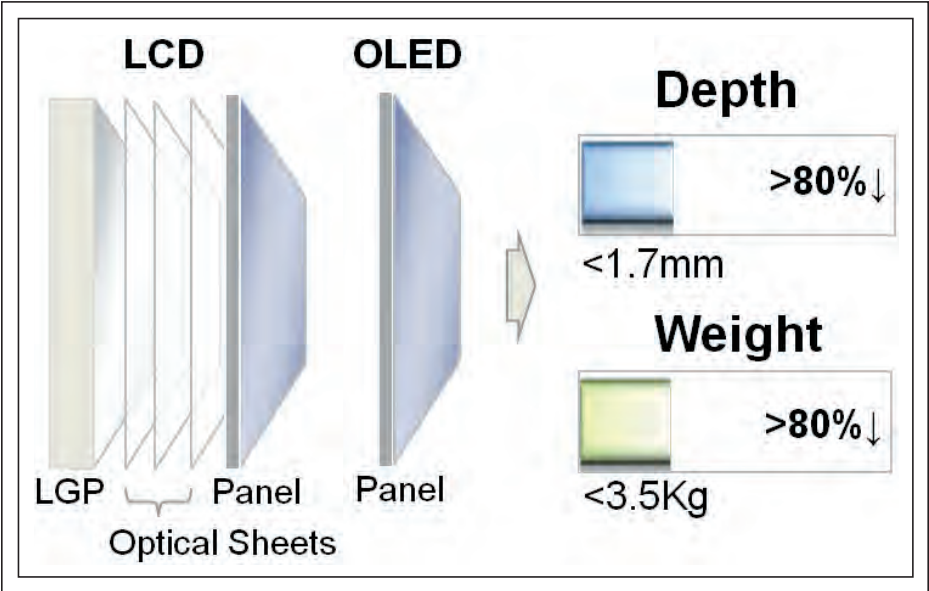 LCD
OLED
LGP
Panel
Optical Sheets
Panel
Depth
>80%↓
<1.7mm
Weight
>80%↓
<3.5Kg